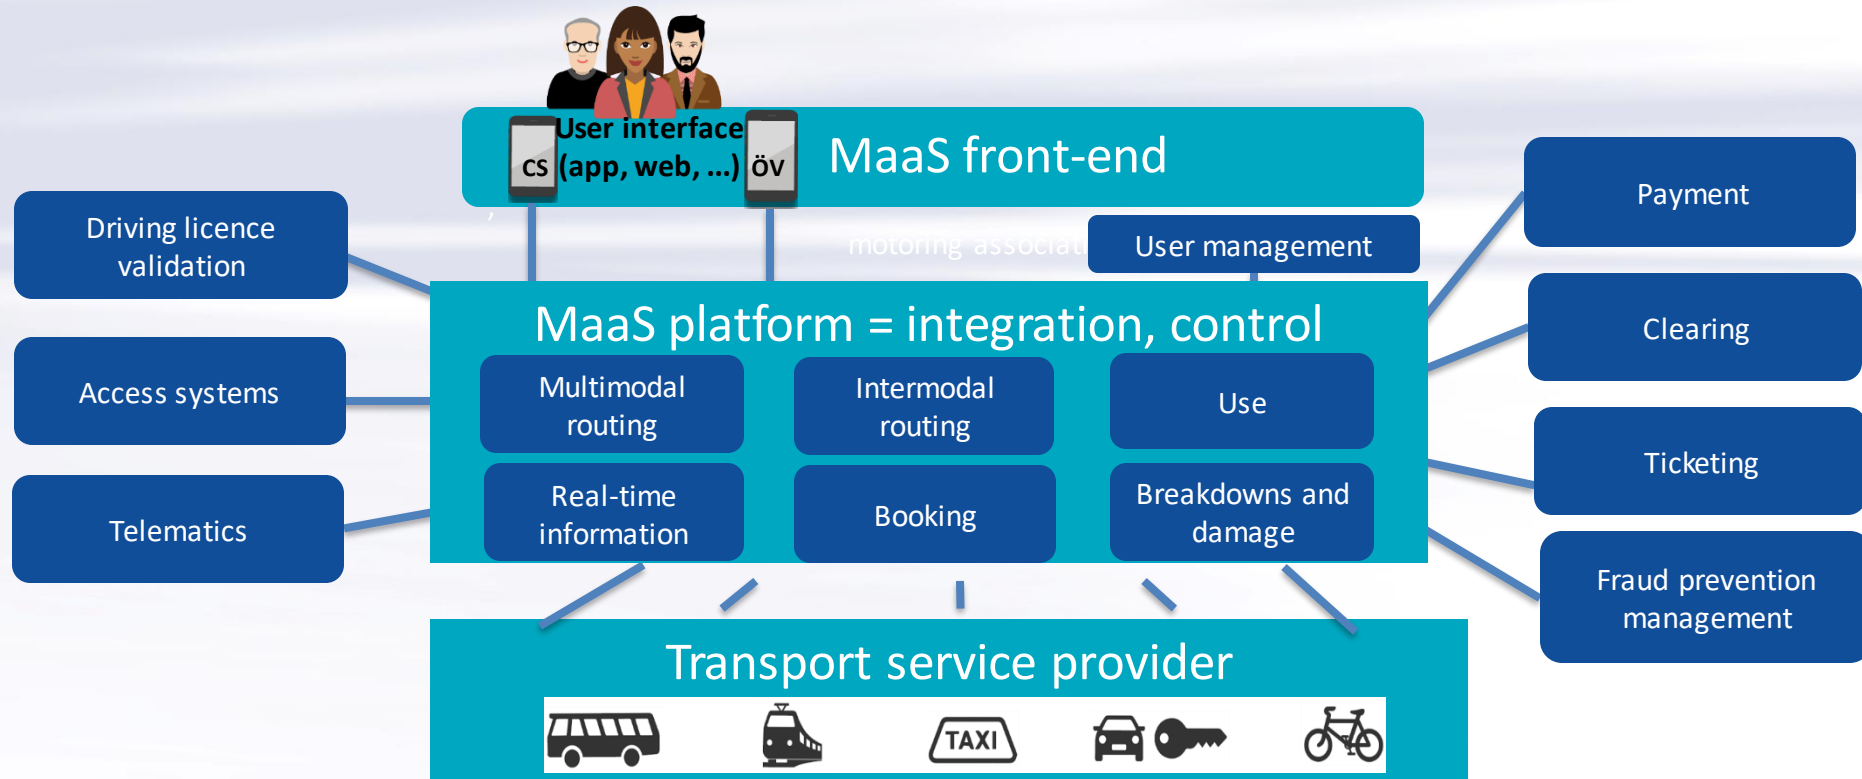 User interface
CS (app, web, ...) ÖV
MaaS front-end
,
motoring associati
User management
Driving licence
validation
Access systems
Telematics
MaaS platform = integration, control
Multimodal
routing
Intermodal
routing
Use
Real-time
information
Booking
Breakdowns and
damage
Payment
Clearing
Ticketing
Fraud prevention
management
Transport service provider
TAXI